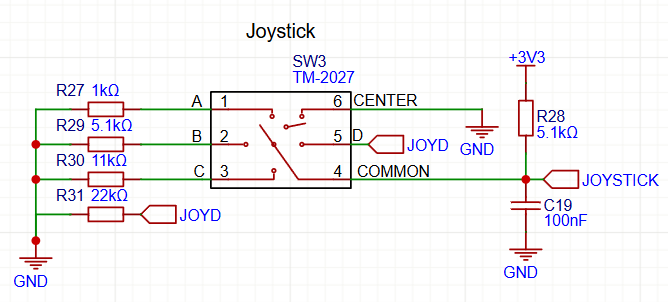 Joystick
SW3
TM-2027
+3V3
R27 1kΩ
A 1 6 CENTER
R28
5.1kΩ
R29 5.1kΩ
GND
B 2 5 D
JOYD
R30 11kΩ
C 3 4 COMMON
JOYSTICK
R31 22kΩ
JOYD
C19
100nF
GND
GND